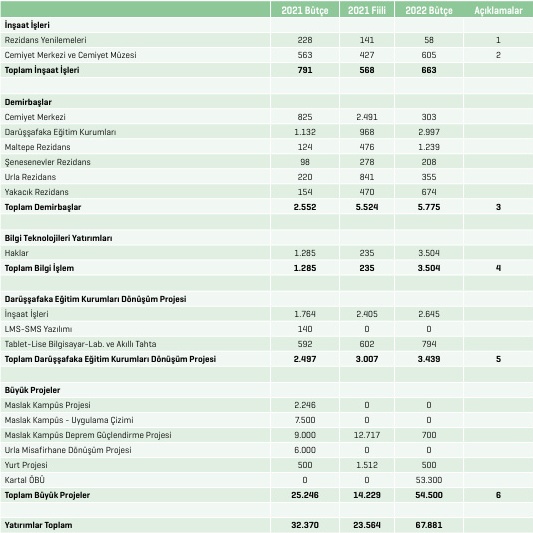 2021 Bütçe 2021 Fiili 2022 Bütçe Açıklamalar
İnşaat İşleri
Rezidans Yenilemeleri 228 141 58 1
Cemiyet Merkezi ve Cemiyet Müzesi 563 427 605 2
Toplam İnşaat İşleri 791 568 663
Demirbaşlar
Cemiyet Merkezi 825 2.491 303
Darüşşafaka Eğitim Kurumları 1.132 968 2.997
Maltepe Rezidans 124 476 1.239
Şenesenevler Rezidans 98 278 208
Urla Rezidans 220 841 355
Yakacık Rezidans 154 470 674
Toplam Demirbaşlar 2.552 5.524 5.775 3
Bilgi Teknolojileri Yatırımları
Haklar 1.285 235 3.504
Toplam Bilgi İşlem 1.285 235 3.504 4
Darüşşafaka Eğitim Kurumları Dönüşüm Projesi
İnşaat İşleri 1.764 2.405 2.645
LMS-SMS Yazılımı 140 0 0
Tablet-Lise Bilgisayar-Lab. ve Akıllı Tahta 592 602 794
Toplam Darüşşafaka Eğitim Kurumları Dönüşüm Projesi 2.497 3.007 3.439 5
Büyük Projeler
Maslak Kampüs Projesi 2.246 0 0
Maslak Kampüs - Uygulama Çizimi 7.500 0 0
Maslak Kampüs Deprem Güçlendirme Projesi 9.000 12.717 700
Urla Misafirhane Dönüşüm Projesi 6.000 0 0
Yurt Projesi 500 1.512 500
Kartal ÖBÜ 0 0 53.300
Toplam Büyük Projeler 25.246 14.229 54.500 6
Yatırımlar Toplam 32.370 23.564 67.881